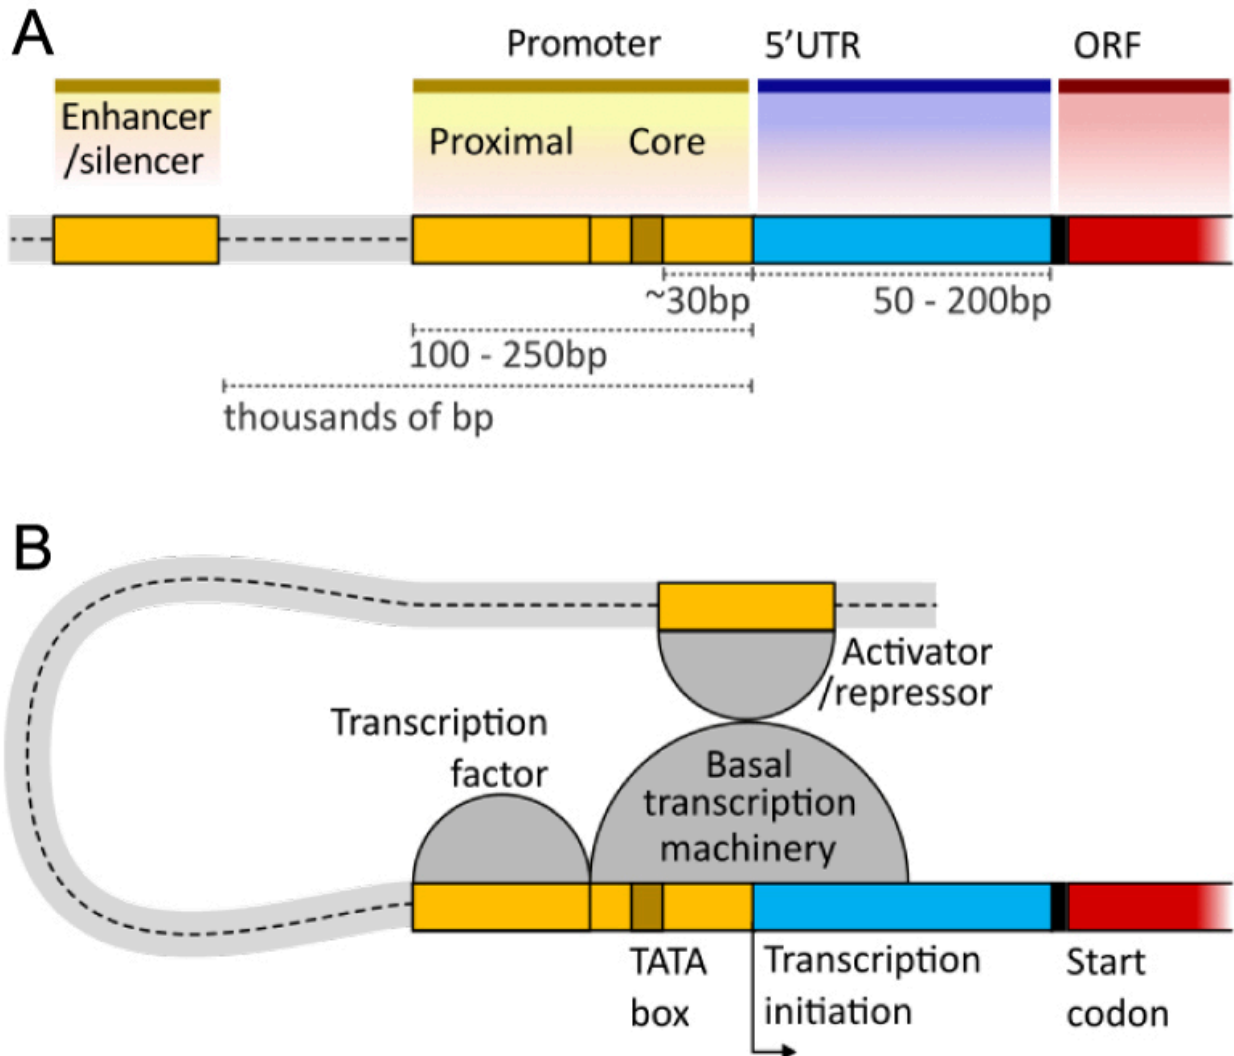 A
Promoter
5’UTR
ORF
Enhancer
/silencer
Proximal
Core
~30bp
50 - 200bp
100 - 250bp
thousands of bp
B
Activator
/repressor
Transcription
factor
Basal
transcription
machinery
TATA
box
Transcription
initiation
Start
codon